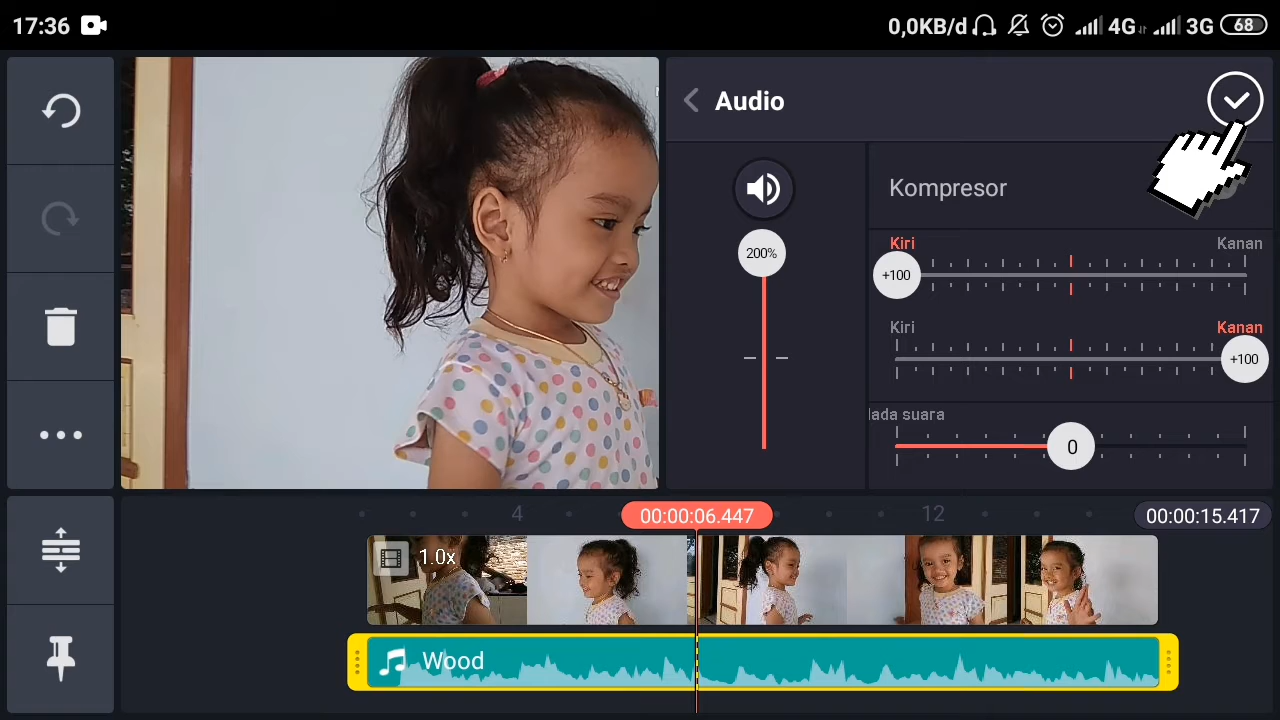 17:36
0,0KB/d 4G 3G 68
Audio
200%
Kompresor
Kiri Kanan
+100
Kiri Kanan
+100
lada suara
0
4 12
00:00:06.447
00:00:15.417
1.0x
Wood